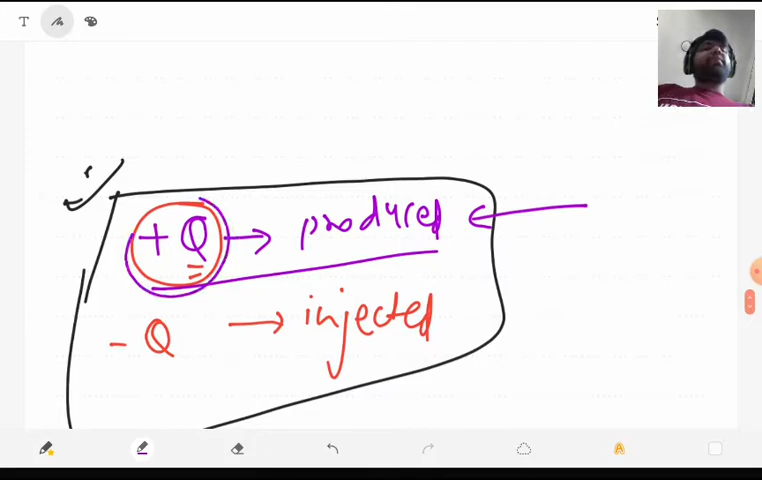 + Q → produced ←
- Q → injected